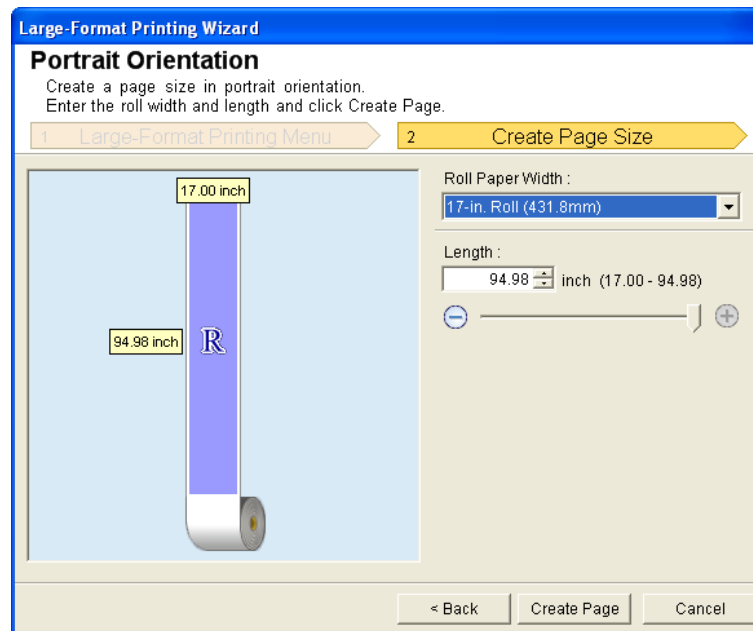 Large-Format Printing Wizard
Portrait Orientation
Create a page size in portrait orientation.
Enter the roll width and length and click Create Page.
1 Large-Format Printing Menu
2 Create Page Size
17.00 inch
94.98 inch
R
Roll Paper Width :
17-in. Roll (431.8mm)
Length :
94.98 inch (17.00 - 94.98)
< Back
Create Page
Cancel